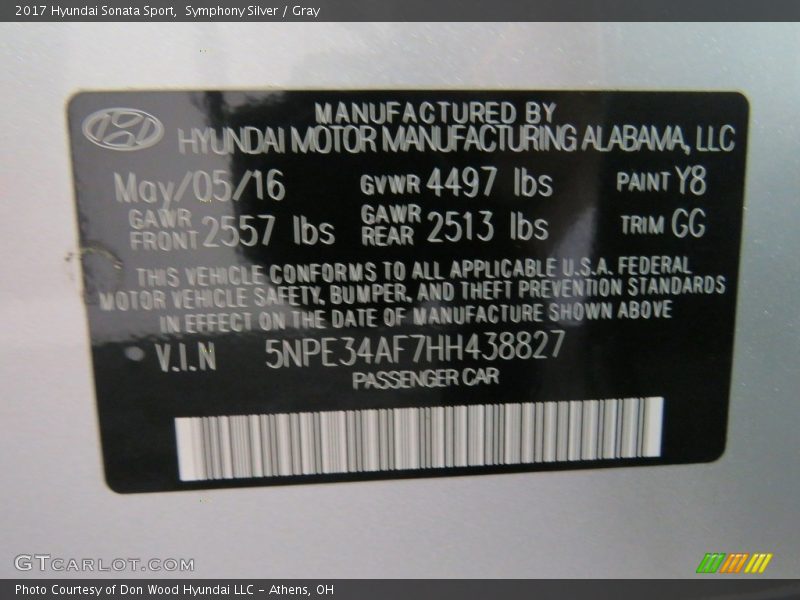 2017 Hyundai Sonata Sport, Symphony Silver / Gray
MANUFACTURED BY
HYUNDAI MOTOR MANUFACTURING ALABAMA, LLC
May/05/16 GVWR 4497 lbs PAINT Y8
GAWR FRONT 2557 lbs GAWR REAR 2513 lbs TRIM GG
THIS VEHICLE CONFORMS TO ALL APPLICABLE U.S.A. FEDERAL
MOTOR VEHICLE SAFETY, BUMPER, AND THEFT PREVENTION STANDARDS
IN EFFECT ON THE DATE OF MANUFACTURE SHOWN ABOVE
V.I.N 5NPE34AF7HH438827
PASSENGER CAR
GTCARLOT.COM
Photo Courtesy of Don Wood Hyundai LLC - Athens, OH